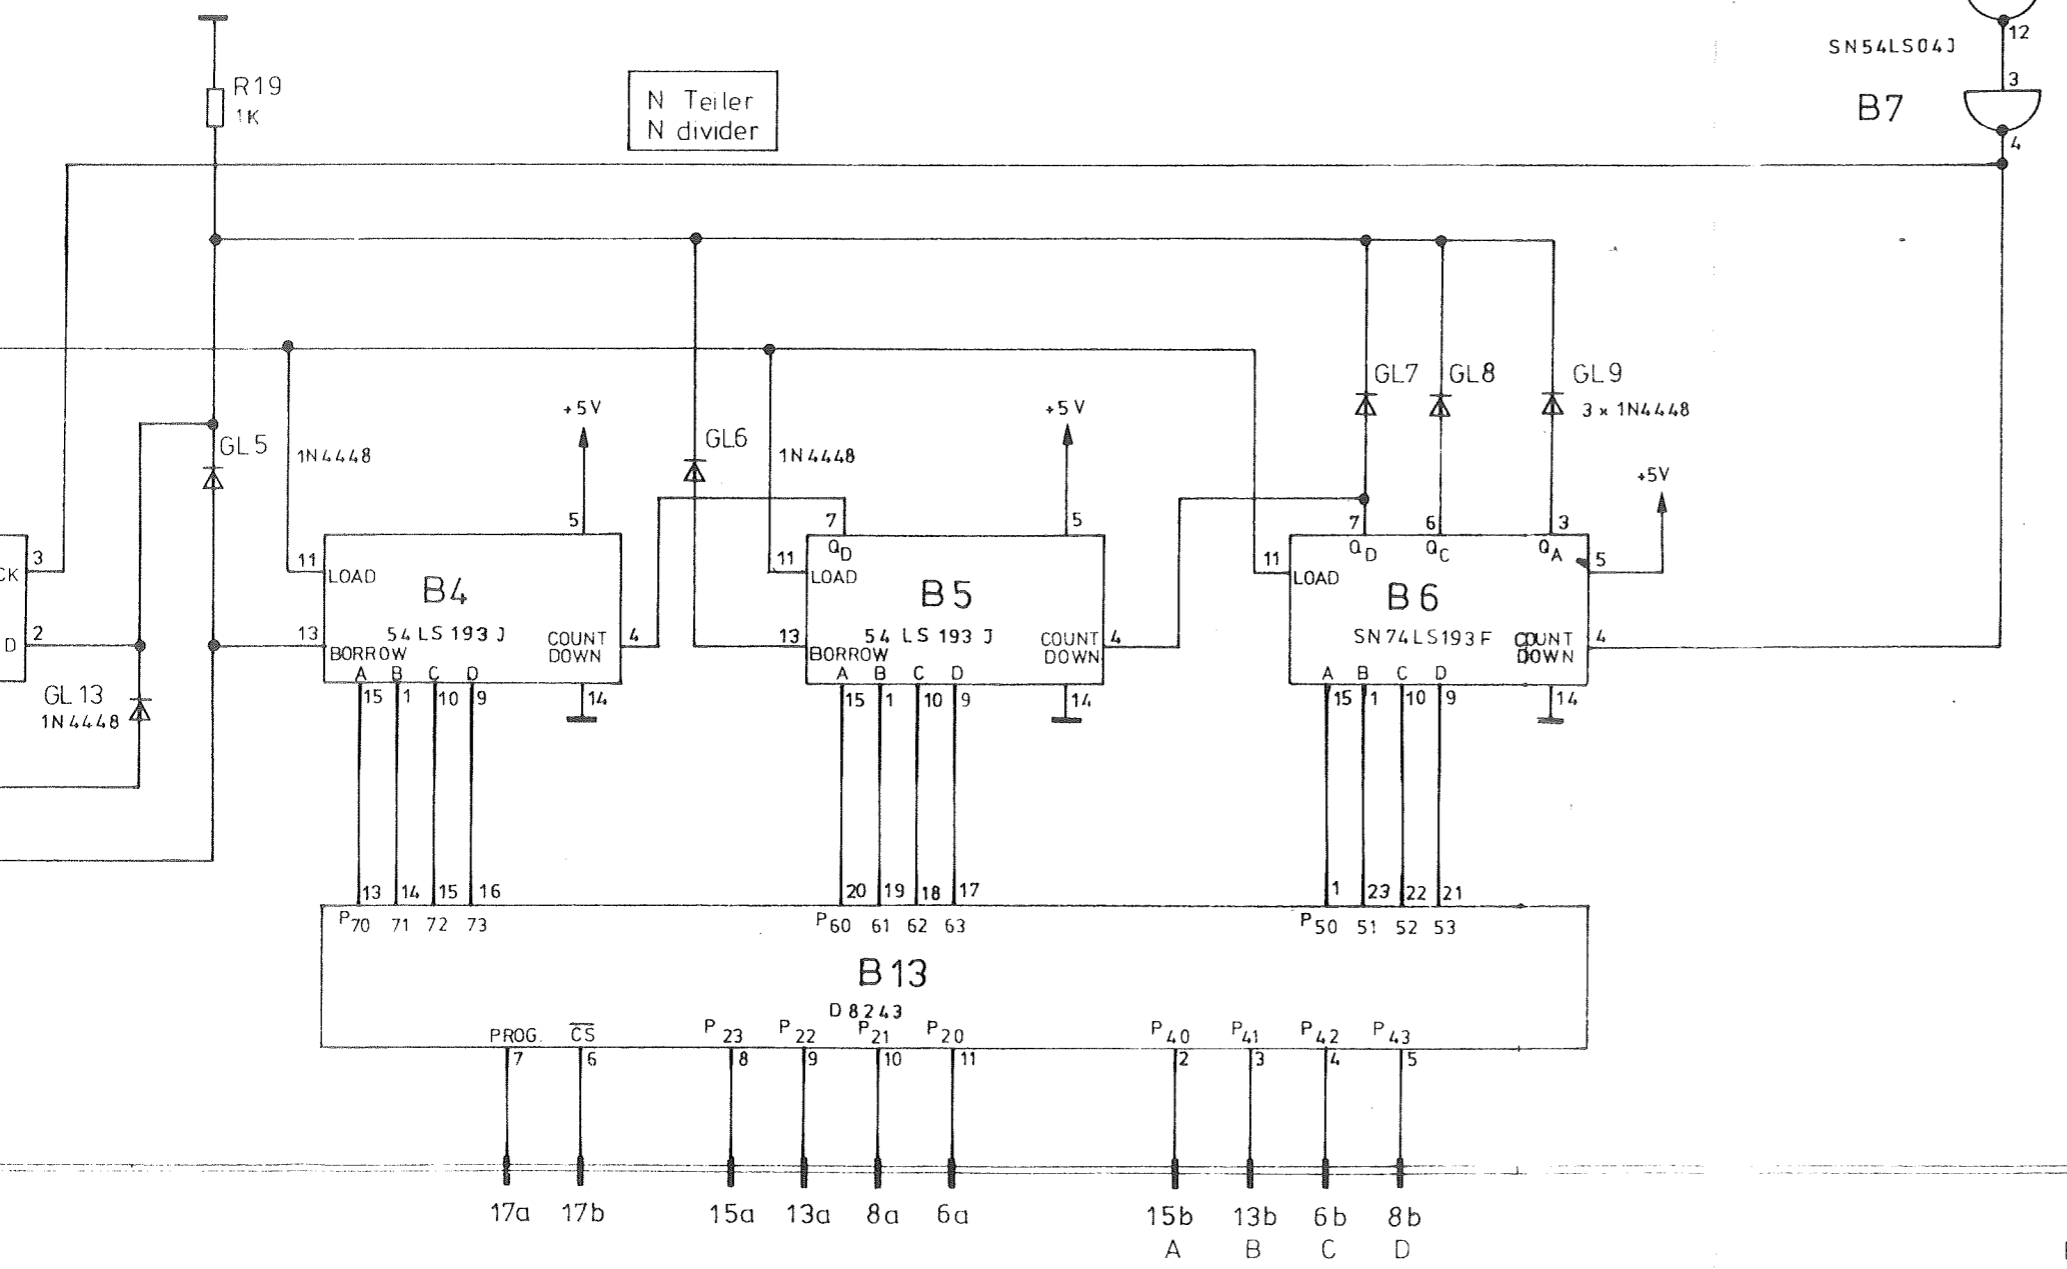 12
SN54LS04J
3
B7
4
R19
1K
N Teiler
N divider
GL5
1N4448
+5V
GL6
1N4448
+5V
GL7
GL8
GL9
3 x 1N4448
+5V
3
CK
2
D
GL13
1N4448
11
LOAD
5
B4
54 LS 193 J
13
BORROW
COUNT
DOWN
4
A B C D
15 1 10 9
14
7
QD
11
LOAD
5
B5
54 LS 193 J
13
BORROW
COUNT
DOWN
4
A B C D
15 1 10 9
14
7 6 3
QD QC QA
5
11
LOAD
B6
SN74LS193F
COUNT
DOWN
4
A B C D
15 1 10 9
14
13 14 15 16
P70 71 72 73
20 19 18 17
P60 61 62 63
1 23 22 21
P50 51 52 53
B13
D8243
PROG. C̅S̅ P23 P22 P21 P20 P40 P41 P42 P43
7 6 8 9 10 11 2 3 4 5
17a 17b 15a 13a 8a 6a 15b 13b 6b 8b
A B C D